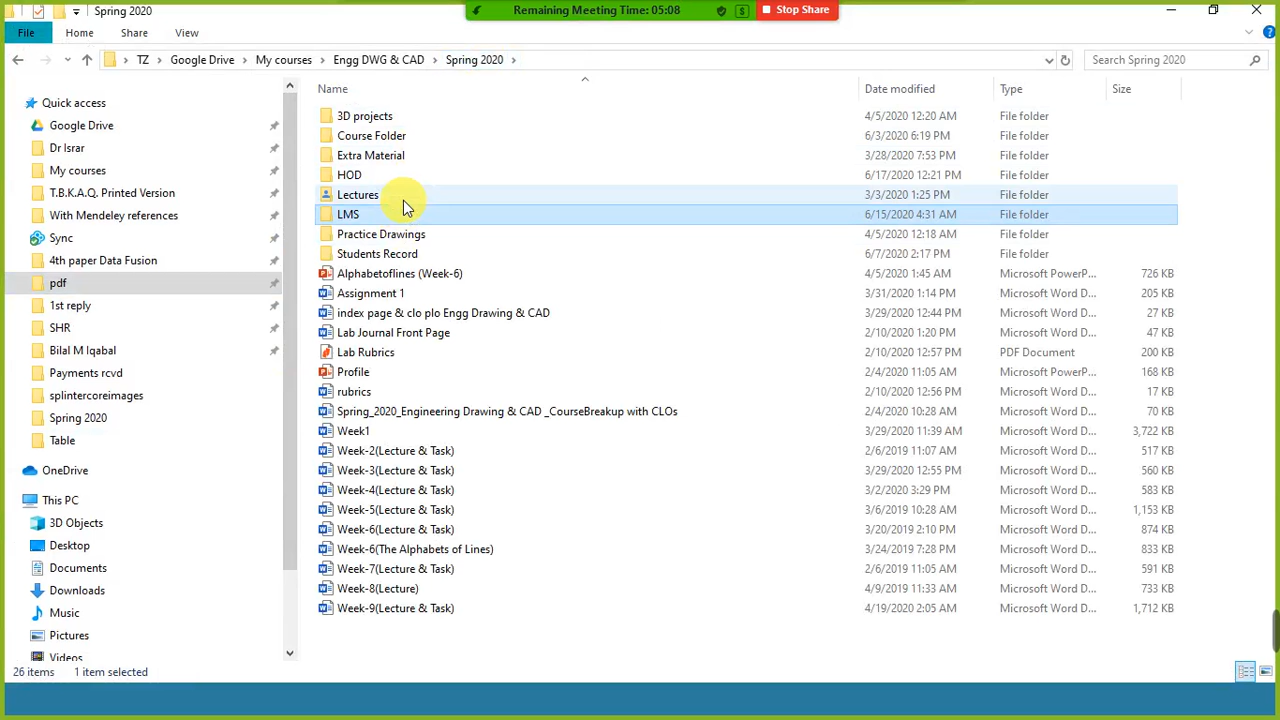 Spring 2020
Remaining Meeting Time: 05:08
Stop Share
File Home Share View
TZ > Google Drive > My courses > Engg DWG & CAD > Spring 2020 >
Search Spring 2020
Name Date modified Type Size
Quick access
Google Drive
Dr Israr
My courses
T.B.K.A.Q. Printed Version
With Mendeley references
Sync
4th paper Data Fusion
pdf
1st reply
SHR
Bilal M Iqabal
Payments rcvd
splintercoreimages
Spring 2020
Table
OneDrive
This PC
3D Objects
Desktop
Documents
Downloads
Music
Pictures
Videos
3D projects 4/5/2020 12:20 AM File folder
Course Folder 6/3/2020 6:19 PM File folder
Extra Material 3/28/2020 7:53 PM File folder
HOD 6/17/2020 12:21 PM File folder
Lectures 3/3/2020 1:25 PM File folder
LMS 6/15/2020 4:31 AM File folder
Practice Drawings 4/5/2020 12:18 AM File folder
Students Record 6/7/2020 2:17 PM File folder
Alphabetoflines (Week-6) 4/5/2020 1:45 AM Microsoft PowerP... 726 KB
Assignment 1 3/31/2020 1:14 PM Microsoft Word D... 205 KB
index page & clo plo Engg Drawing & CAD 3/29/2020 12:44 PM Microsoft Word D... 27 KB
Lab Journal Front Page 2/10/2020 1:20 PM Microsoft Word D... 47 KB
Lab Rubrics 2/10/2020 12:57 PM PDF Document 200 KB
Profile 2/4/2020 11:05 AM Microsoft PowerP... 168 KB
rubrics 2/10/2020 12:56 PM Microsoft Word D... 17 KB
Spring_2020_Engineering Drawing & CAD _CourseBreakup with CLOs 2/4/2020 10:28 AM Microsoft Word D... 70 KB
Week1 3/29/2020 11:39 AM Microsoft Word D... 3,722 KB
Week-2(Lecture & Task) 2/6/2019 11:07 AM Microsoft Word D... 517 KB
Week-3(Lecture & Task) 3/29/2020 12:55 PM Microsoft Word D... 560 KB
Week-4(Lecture & Task) 3/2/2020 3:29 PM Microsoft Word D... 583 KB
Week-5(Lecture & Task) 3/6/2019 10:28 AM Microsoft Word D... 1,153 KB
Week-6(Lecture & Task) 3/20/2019 2:10 PM Microsoft Word D... 874 KB
Week-6(The Alphabets of Lines) 3/24/2019 7:28 PM Microsoft Word D... 833 KB
Week-7(Lecture & Task) 2/6/2019 11:05 AM Microsoft Word D... 591 KB
Week-8(Lecture) 4/9/2019 11:33 AM Microsoft Word D... 733 KB
Week-9(Lecture & Task) 4/19/2020 2:05 AM Microsoft Word D... 1,712 KB
26 items 1 item selected